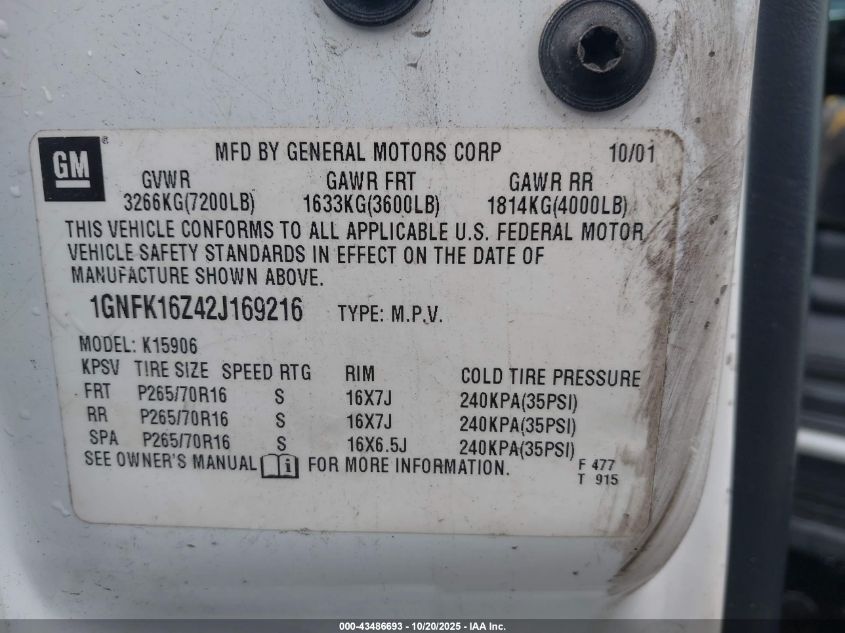 GM ®
MFD BY GENERAL MOTORS CORP 10/01
GVWR GAWR FRT GAWR RR
3266KG(7200LB) 1633KG(3600LB) 1814KG(4000LB)
THIS VEHICLE CONFORMS TO ALL APPLICABLE U.S. FEDERAL MOTOR
VEHICLE SAFETY STANDARDS IN EFFECT ON THE DATE OF
MANUFACTURE SHOWN ABOVE.
1GNFK16Z42J169216 TYPE: M.P.V.
MODEL: K15906
KPSV TIRE SIZE SPEED RTG RIM COLD TIRE PRESSURE
FRT P265/70R16 S 16X7J 240KPA(35PSI)
RR P265/70R16 S 16X7J 240KPA(35PSI)
SPA P265/70R16 S 16X6.5J 240KPA(35PSI)
SEE OWNER'S MANUAL i FOR MORE INFORMATION.
F 477
T 915
000-43486693 - 10/20/2025 - IAA Inc.